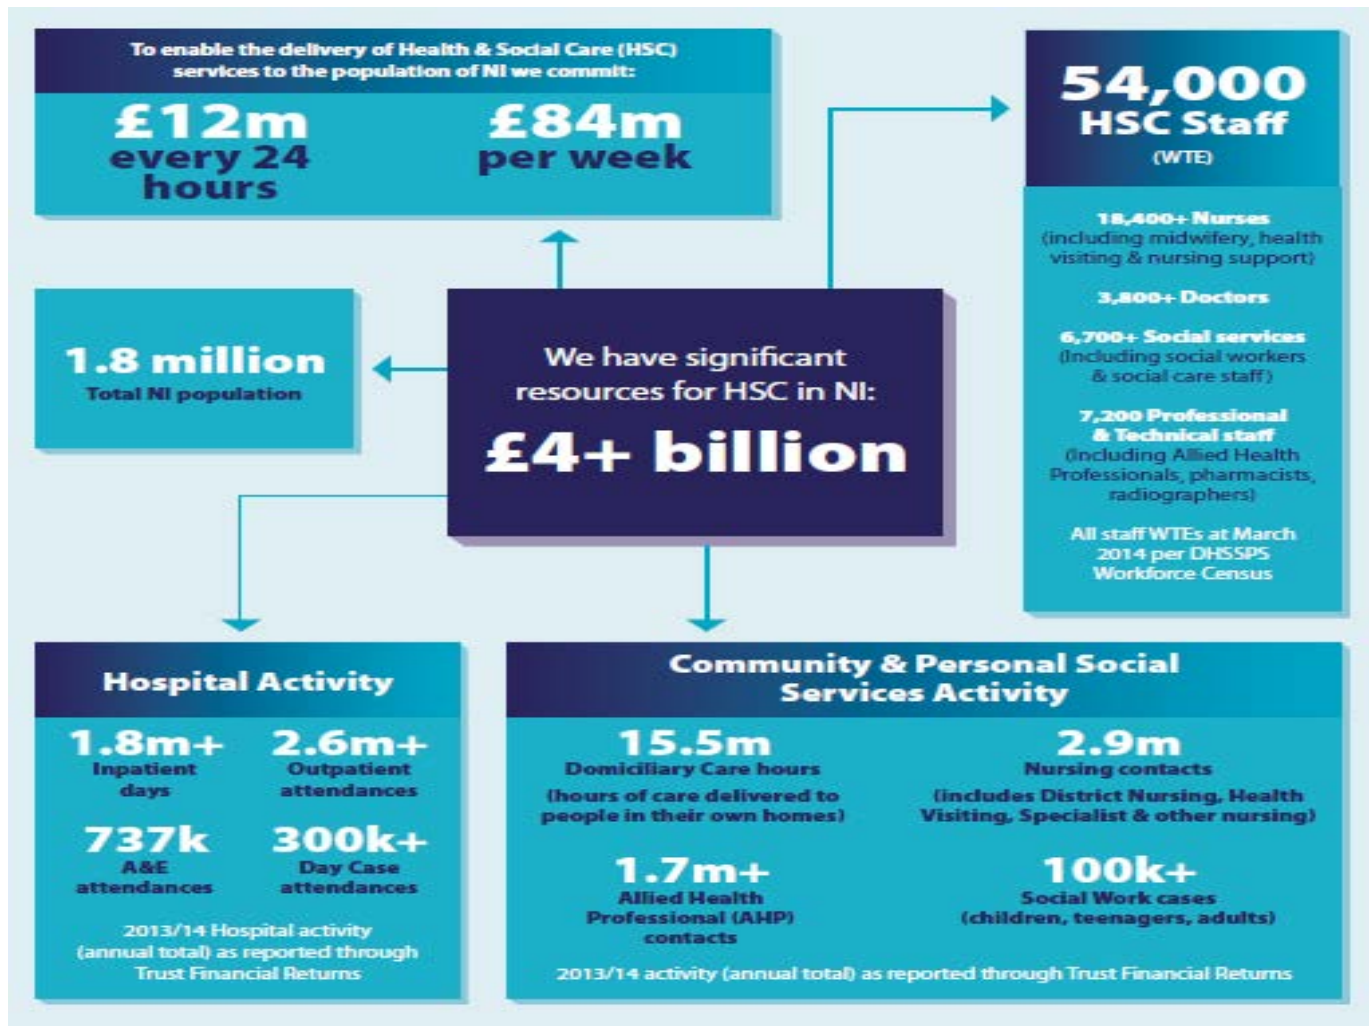 To enable the delivery of Health & Social Care (HSC)
services to the population of NI we commit:
£12m
every 24
hours
£84m
per week
54,000
HSC Staff
(WTE)
18,400+ Nurses
(including midwifery, health
visiting & nursing support)
3,800+ Doctors
6,700+ Social services
(Including social workers
& social care staff)
7,200 Professional
& Technical staff
(Including Allied Health
Professionals, pharmacists,
radiographers)
All staff WTEs at March
2014 per DHSSPS
Workforce Census
1.8 million
Total NI population
We have significant
resources for HSC in NI:
£4+ billion
Hospital Activity
1.8m+
Inpatient
days
2.6m+
Outpatient
attendances
737k
A&E
attendances
300k+
Day Case
attendances
2013/14 Hospital activity
(annual total) as reported through
Trust Financial Returns
Community & Personal Social
Services Activity
15.5m
Domiciliary Care hours
(hours of care delivered to
people in their own homes)
2.9m
Nursing contacts
(includes District Nursing, Health
Visiting, Specialist & other nursing)
1.7m+
Allied Health
Professional (AHP)
contacts
100k+
Social Work cases
(children, teenagers, adults)
2013/14 activity (annual total) as reported through Trust Financial Returns